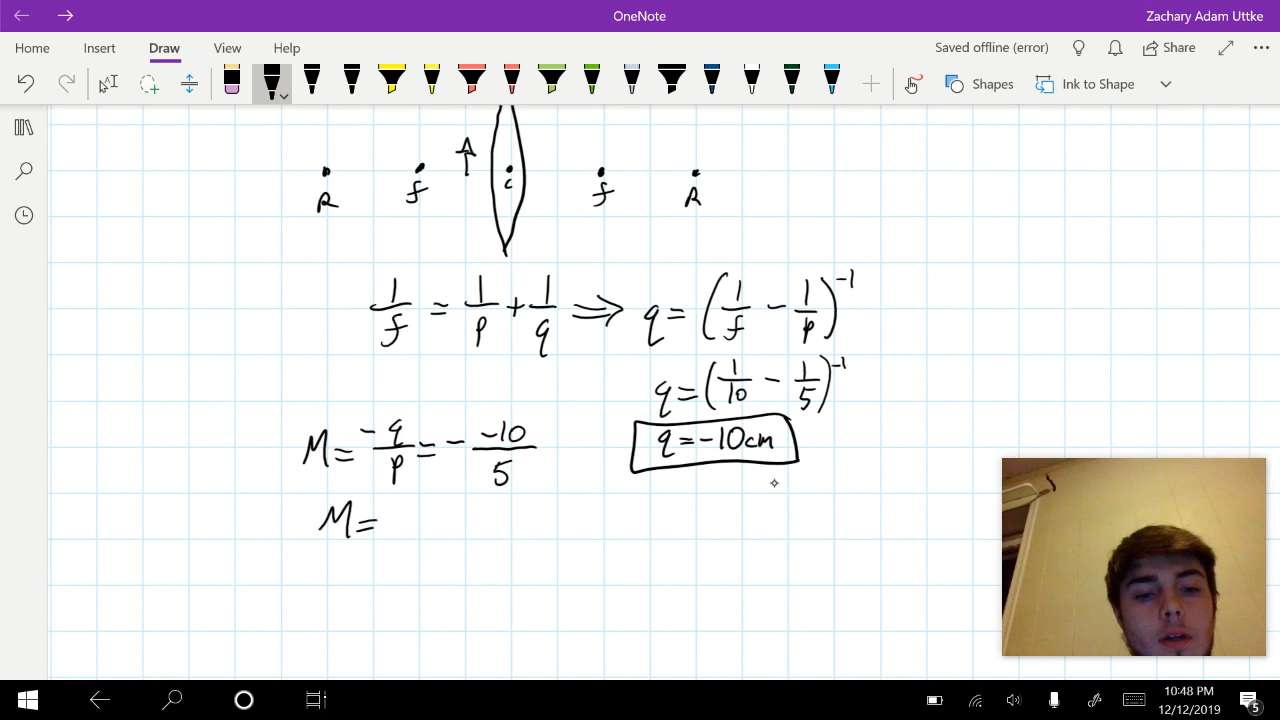 OneNote
Zachary Adam Uttke
Home Insert Draw View Help
Saved offline (error) Share
Shapes Ink to Shape
R f c f R
1/f = 1/p + 1/q ⇒ q = (1/f − 1/p)⁻¹
q = (1/10 − 1/5)⁻¹
M = −q/p = − −10/5
q = −10cm
M =
10:48 PM
12/12/2019
5